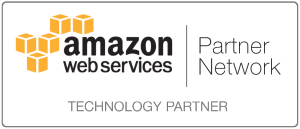 amazon
web services
Partner
Network
TECHNOLOGY PARTNER